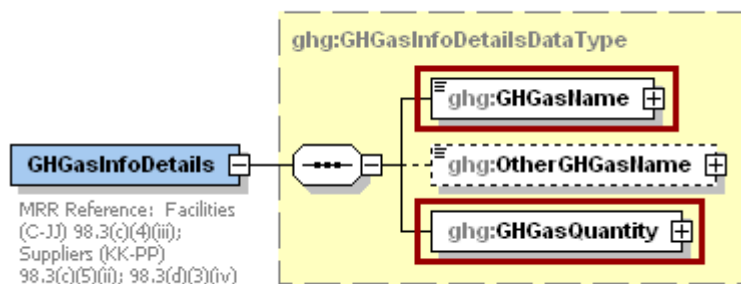 ghg:GHGasInfoDetailsDataType
ghg:GHGasName
GHGasInfoDetails
ghg:OtherGHGasName
MRR Reference: Facilities
(C-JJ) 98.3(c)(4)(iii);
Suppliers (KK-PP)
98.3(c)(5)(ii); 98.3(d)(3)(iv)
ghg:GHGasQuantity